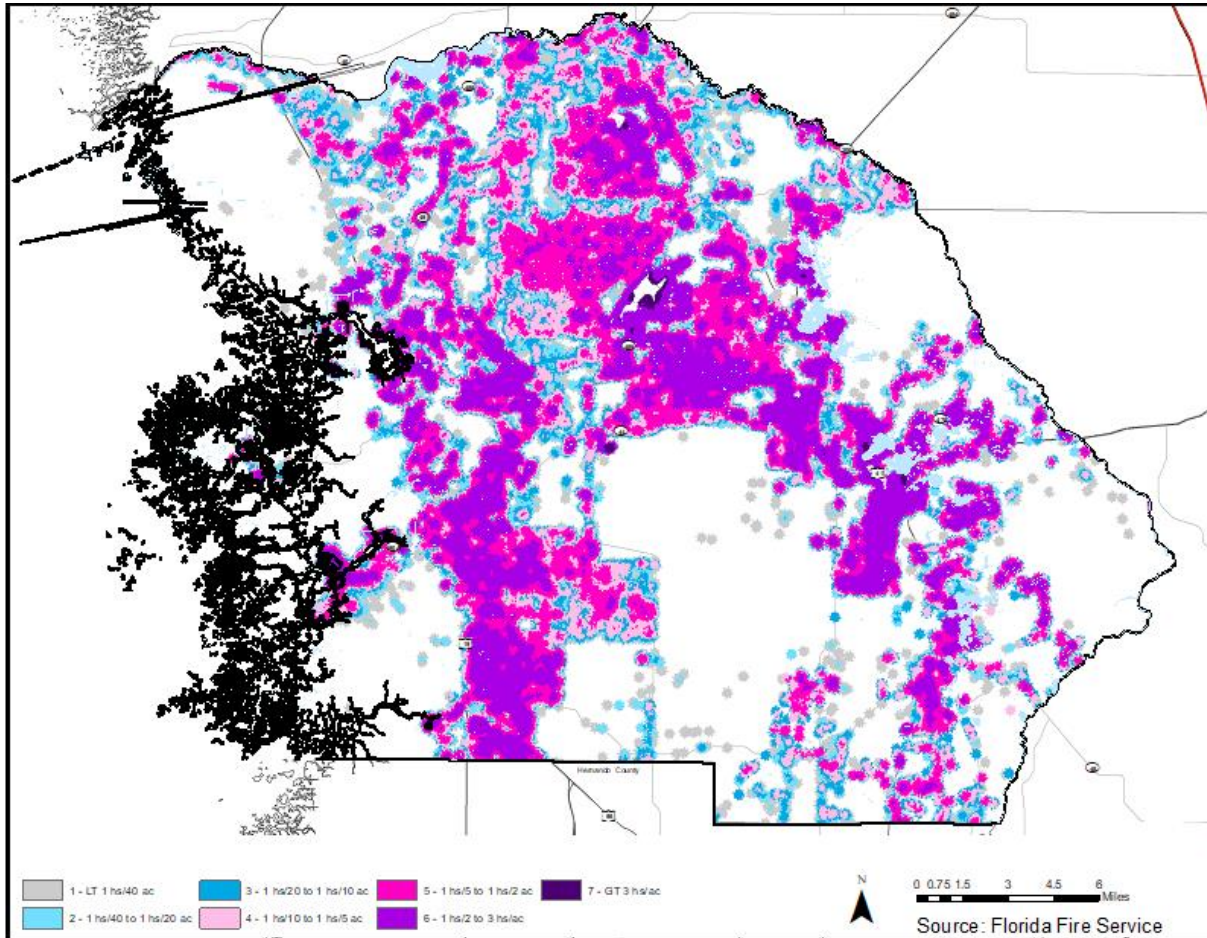 Hernando County
1 - LT 1 hs/40 ac
3 - 1 hs/20 to 1 hs/10 ac
5 - 1 hs/5 to 1 hs/2 ac
7 - GT 3 hs/ac
2 - 1 hs/40 to 1 hs/20 ac
4 - 1 hs/10 to 1 hs/5 ac
6 - 1 hs/2 to 3 hs/ac
N
0 0.75 1.5 3 4.5 6
Miles
Source: Florida Fire Service